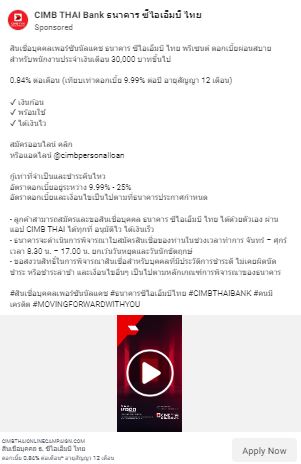 CIMB THAI Bank ธนาคาร ซีไอเอ็มบี ไทย
Sponsored
สินเชื่อบุคคลเพอร์ซันนัลแคช ธนาคาร ซีไอเอ็มบี ไทย พรีเซนต์ ดอกเบี้ยผ่อนสบาย
สำหรับพนักงานประจำเงินเดือน 30,000 บาทขึ้นไป
0.84% ต่อเดือน (เทียบเท่าดอกเบี้ย 9.99% ต่อปี อายุสัญญา 12 เดือน)
✓ เงินก้อน
✓ พร้อมใช้
✓ ได้เงินไว
สมัครออนไลน์ คลิก
หรือแอดไลน์ @cimbpersonalloan
กู้เท่าที่จำเป็นและชำระคืนไหว
อัตราดอกเบี้ยอยู่ระหว่าง 9.99% - 25%
อัตราดอกเบี้ยและเงื่อนไขเป็นไปตามที่ธนาคารประกาศกำหนด
- ลูกค้าสามารถสมัครและขอสินเชื่อบุคคล ธนาคาร ซีไอเอ็มบี ไทย ได้ด้วยตัวเอง ผ่าน
แอป CIMB THAI ได้ทุกที่ อนุมัติไว ได้เงินเร็ว
- ธนาคารจะดำเนินการพิจารณาใบสมัครสินเชื่อของท่านในช่วงเวลาทำการ จันทร์ – ศุกร์
เวลา 8.30 น. – 17.00 น. ยกเว้นวันหยุดและวันนักขัตฤกษ์
- ขอสงวนสิทธิ์ในการพิจารณาสินเชื่อสำหรับบุคคลที่มีประวัติการชำระดี ไม่เคยผิดนัด
ชำระ หรือชำระล่าช้า และเงื่อนไขอื่นๆ เป็นไปตามหลักเกณฑ์การพิจารณาของธนาคาร
#สินเชื่อบุคคลเพอร์ซันนัลแคช #ธนาคารซีไอเอ็มบีไทย #CIMBTHAIBANK #คนมี
เครดิต #MOVINGFORWARDWITHYOU
CIMBTHAIONLINECAMPAIGN.COM
สินเชื่อบุคคล ธ. ซีไอเอ็มบี ไทย
ดอกเบี้ย 0.84% ต่อเดือน* อายุสัญญา 12 เดือน
Apply Now